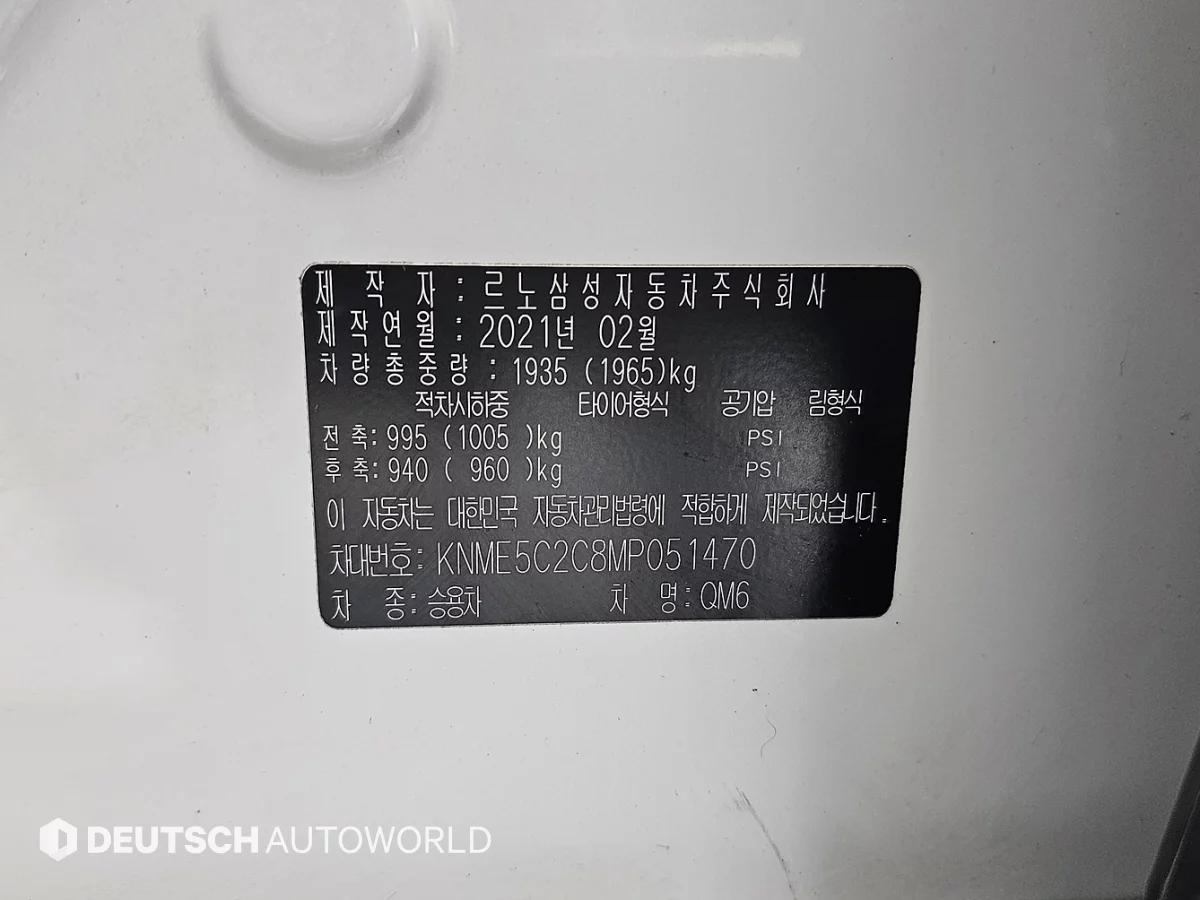 제 작 자 : 르노삼성자동차주식회사
제작연월 : 2021년 02월
차량총중량 : 1935 (1965)kg
적차시하중 타이어형식 공기압 림형식
전축: 995 (1005 )kg PSI
후축: 940 ( 960 )kg PSI
이 자동차는 대한민국 자동차관리법령에 적합하게 제작되었습니다.
차대번호: KNME5C2C8MP051470
차 종: 승용차 차 명: QM6
DEUTSCH AUTOWORLD